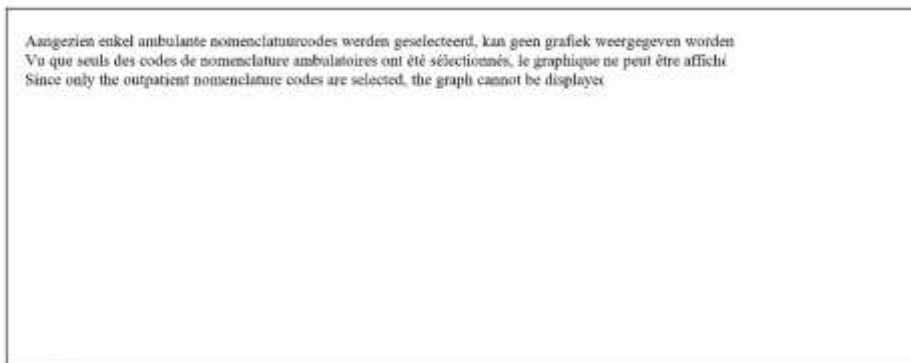 Aangezien enkel ambulante nomenclatuurcodes werden geselecteerd, kan geen grafiek weergegeven worden
Vu que seuls des codes de nomenclature ambulatoires ont été sélectionnés, le graphique ne peut être affich
Since only the outpatient nomenclature codes are selected, the graph cannot be displaye